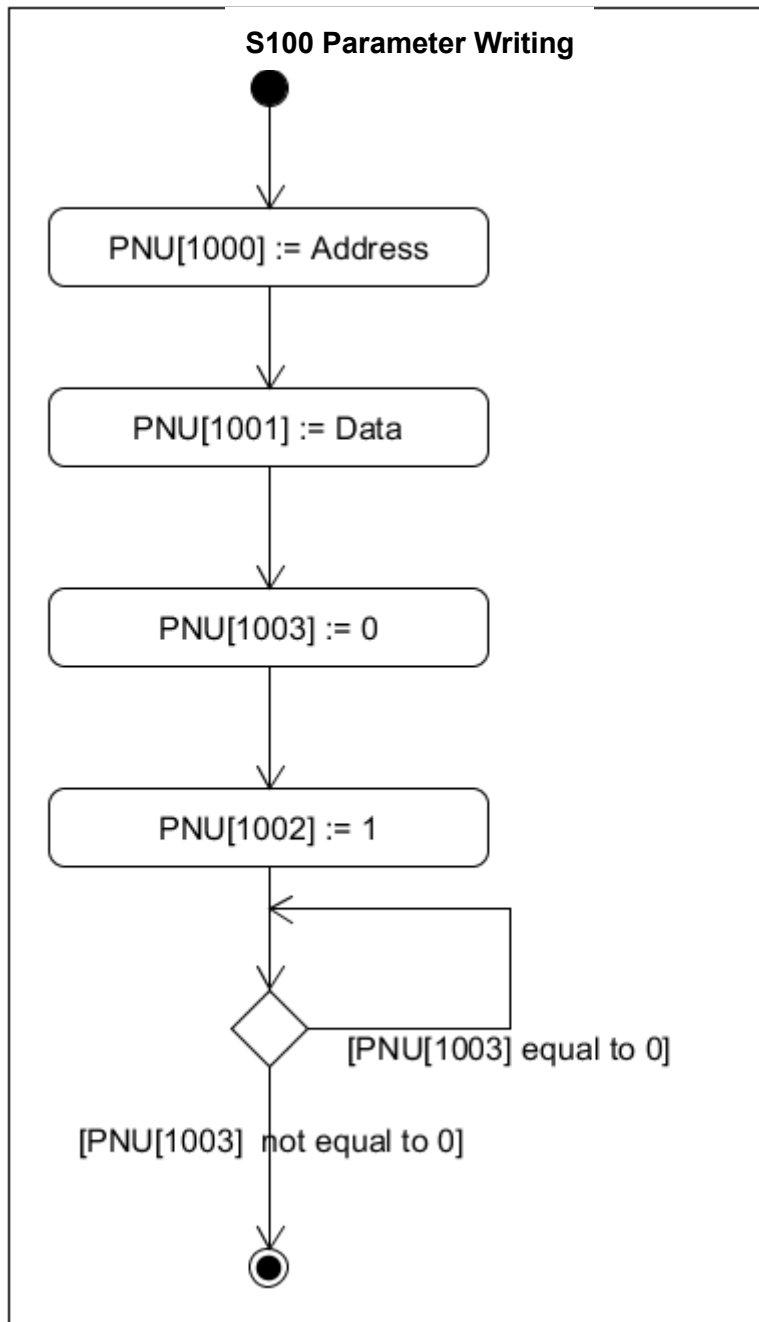 S100 Parameter Writing
PNU[1000] := Address
PNU[1001] := Data
PNU[1003] := 0
PNU[1002] := 1
[PNU[1003] equal to 0]
[PNU[1003]  not equal to 0]